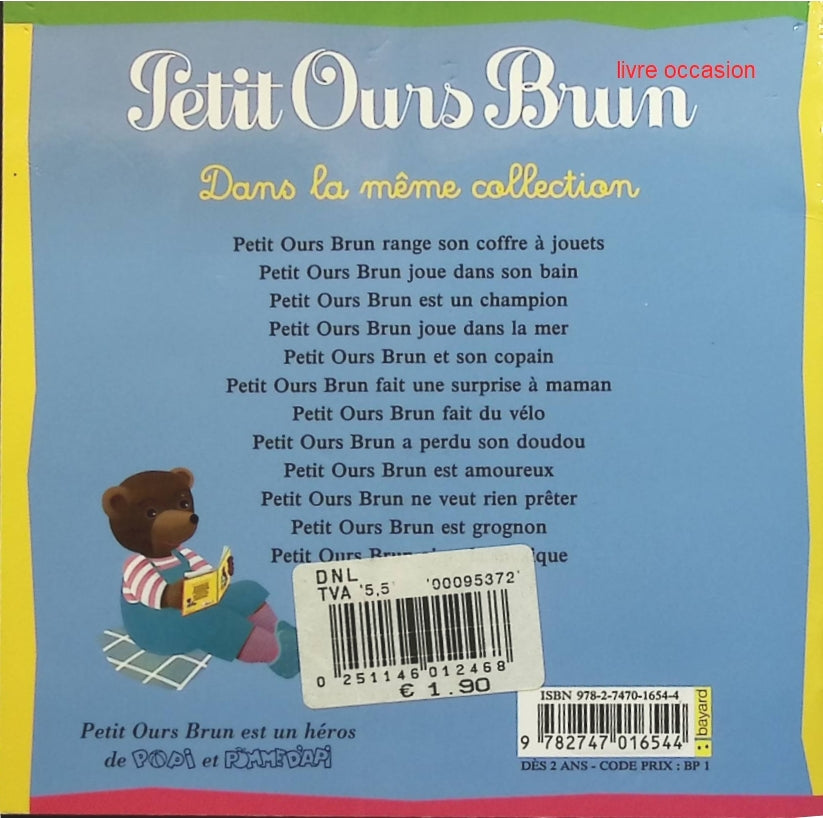 Petit Ours Brun
livre occasion
Dans la même collection
Petit Ours Brun range son coffre à jouets
Petit Ours Brun joue dans son bain
Petit Ours Brun est un champion
Petit Ours Brun joue dans la mer
Petit Ours Brun et son copain
Petit Ours Brun fait une surprise à maman
Petit Ours Brun fait du vélo
Petit Ours Brun a perdu son doudou
Petit Ours Brun est amoureux
Petit Ours Brun ne veut rien prêter
Petit Ours Brun est grognon
Petit Ours
DNL
TVA '5,5' '00095372'
0 251146 012468
€ 1.90
ISBN 978-2-7470-1654-4
bayard
9 782747 016544
DÈS 2 ANS - CODE PRIX : BP 1
Petit Ours Brun est un héros
de POPI et POMME D'API